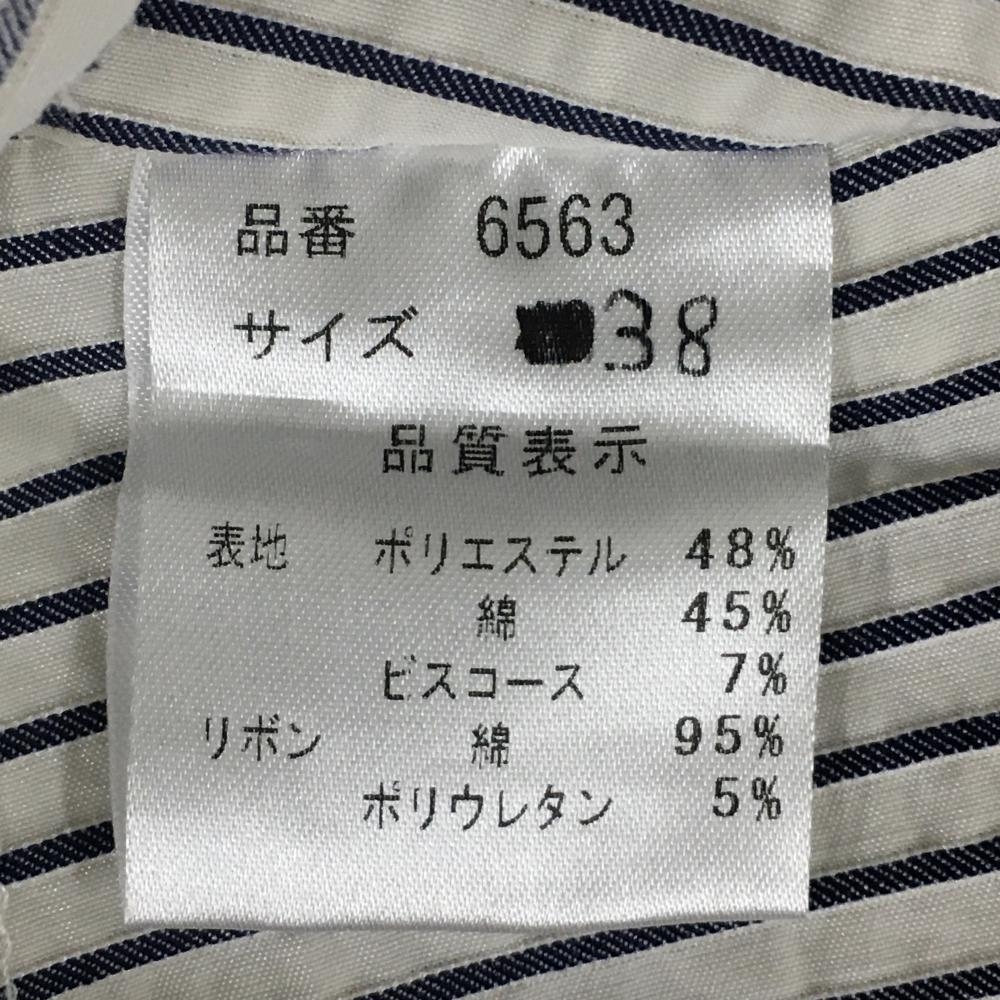 品番 6563
サイズ 38
品質表示
表地 ポリエステル 48%
綿 45%
ビスコース 7%
リボン 綿 95%
ポリウレタン 5%